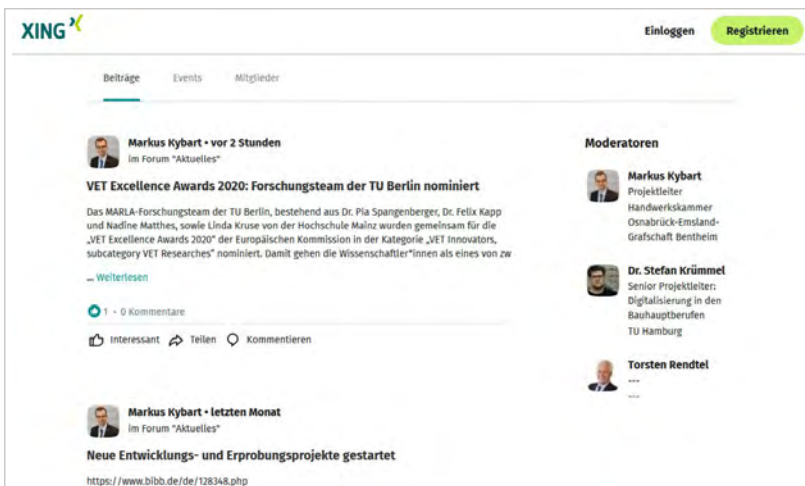 XING
Einloggen
Registrieren
Beiträge
Events
Mitglieder
Markus Kybart • vor 2 Stunden
im Forum "Aktuelles"
VET Excellence Awards 2020: Forschungsteam der TU Berlin nominiert
Das MARLA-Forschungsteam der TU Berlin, bestehend aus Dr. Pia Spangenberger, Dr. Felix Kapp
und Nadine Matthes, sowie Linda Kruse von der Hochschule Mainz wurden gemeinsam für die
„VET Excellence Awards 2020" der Europäischen Kommission in der Kategorie „VET Innovators,
subcategory VET Researches" nominiert. Damit gehen die Wissenschaftler*innen als eines von zw
... Weiterlesen
1 • 0 Kommentare
Interessant
Teilen
Kommentieren
Markus Kybart • letzten Monat
im Forum "Aktuelles"
Neue Entwicklungs- und Erprobungsprojekte gestartet
https://www.bibb.de/de/128348.php
Moderatoren
Markus Kybart
Projektleiter
Handwerkskammer
Osnabrück-Emsland-
Grafschaft Bentheim
Dr. Stefan Krümmel
Senior Projektleiter:
Digitalisierung in den
Bauhauptberufen
TU Hamburg
Torsten Rendtel
---
---